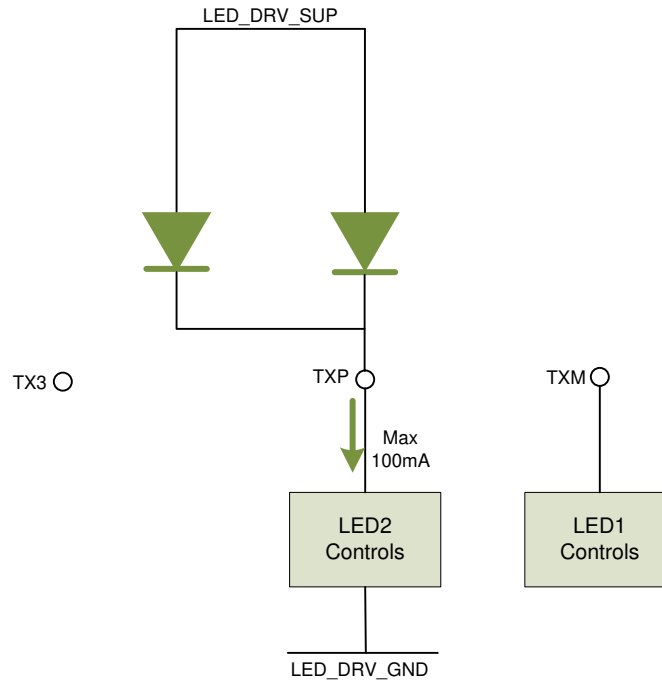 LED_DRV_SUP
TX3
TXP
TXM
Max
100mA
LED2
Controls
LED1
Controls
LED_DRV_GND